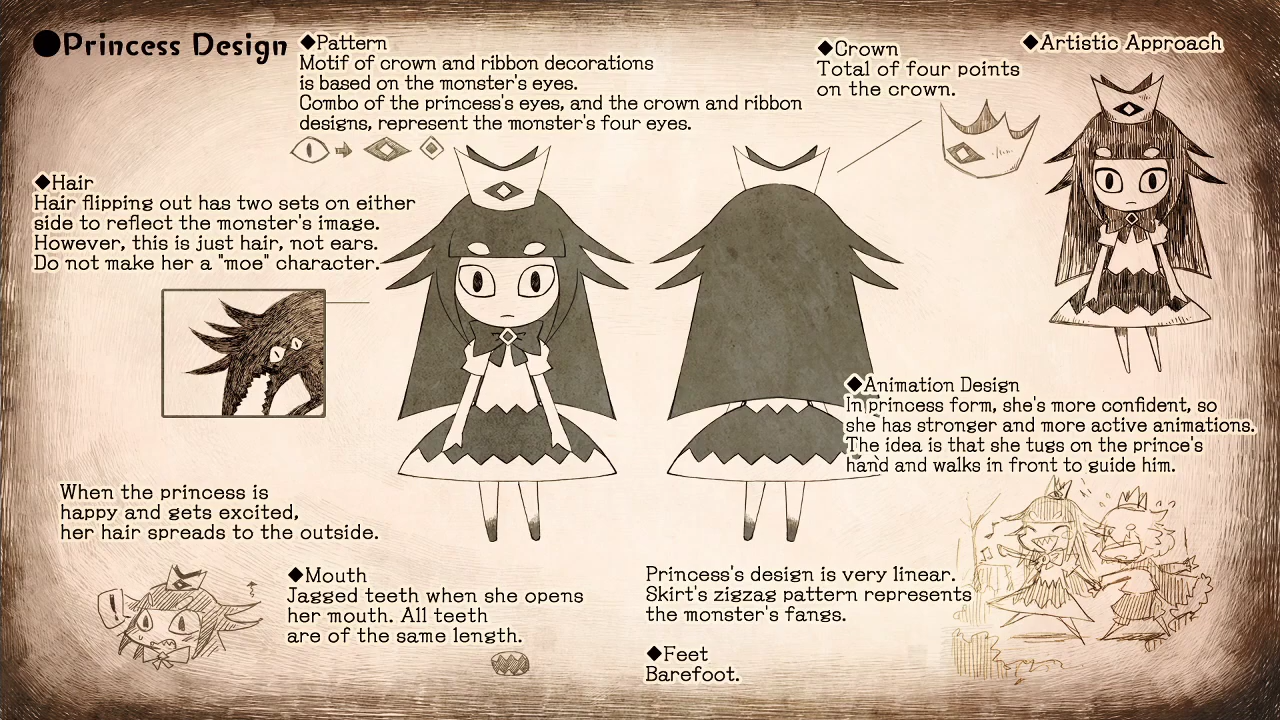 ●Princess Design
◆Pattern
Motif of crown and ribbon decorations
is based on the monster's eyes.
Combo of the princess's eyes, and the crown and ribbon
designs, represent the monster's four eyes.
◆Crown
Total of four points
on the crown.
◆Artistic Approach
◆Hair
Hair flipping out has two sets on either
side to reflect the monster's image.
However, this is just hair, not ears.
Do not make her a "moe" character.
◆Animation Design
In princess form, she's more confident, so
she has stronger and more active animations.
The idea is that she tugs on the prince's
hand and walks in front to guide him.
When the princess is
happy and gets excited,
her hair spreads to the outside.
!
◆Mouth
Jagged teeth when she opens
her mouth. All teeth
are of the same length.
Princess's design is very linear.
Skirt's zigzag pattern represents
the monster's fangs.
◆Feet
Barefoot.